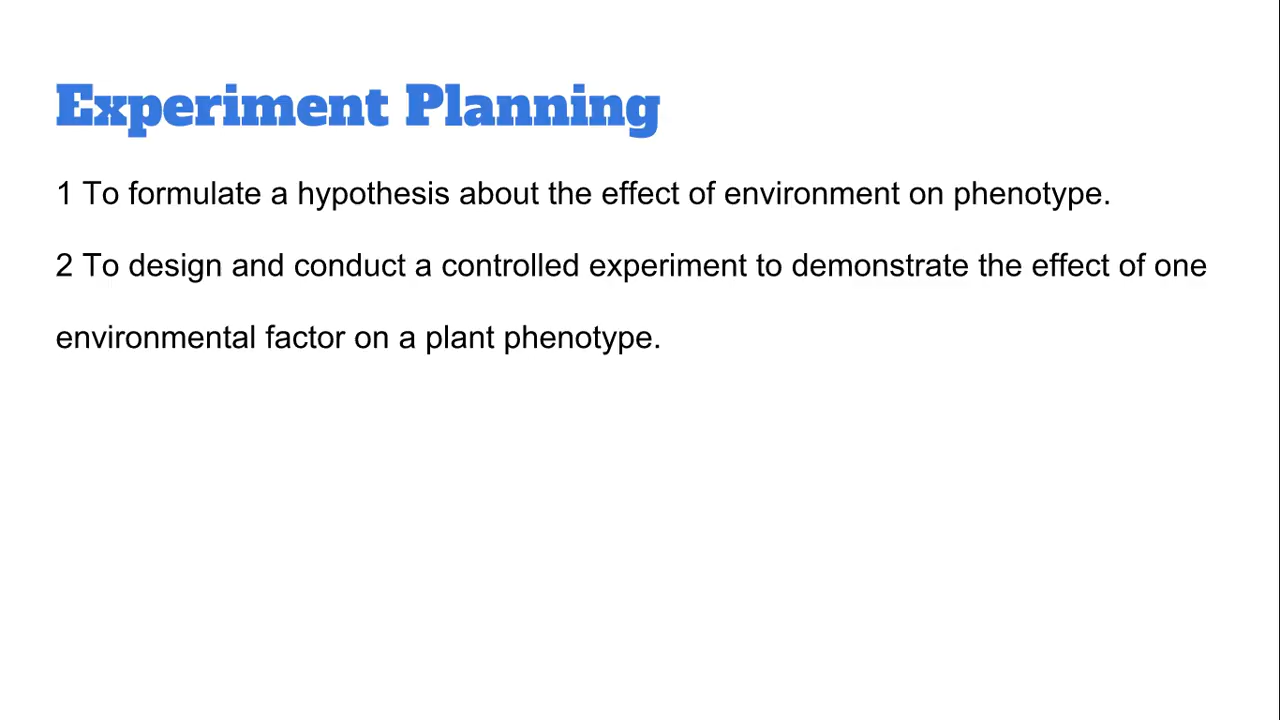 Experiment Planning
1 To formulate a hypothesis about the effect of environment on phenotype.
2 To design and conduct a controlled experiment to demonstrate the effect of one
environmental factor on a plant phenotype.